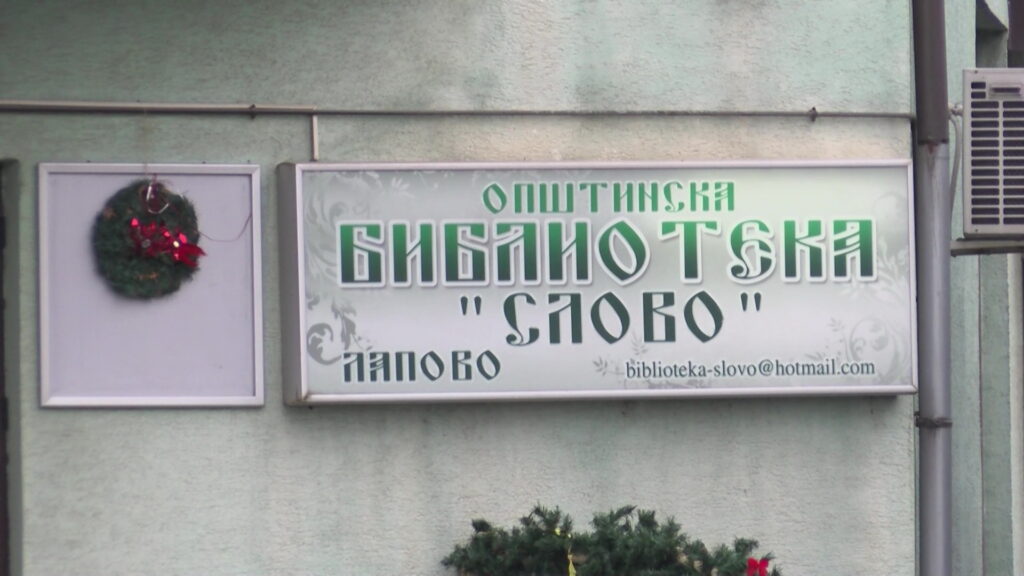 ОПШТИНСКА
БИБЛИОТЕКА
"СЛОВО"
ЛАПОВО
biblioteka-slovo@hotmail.com